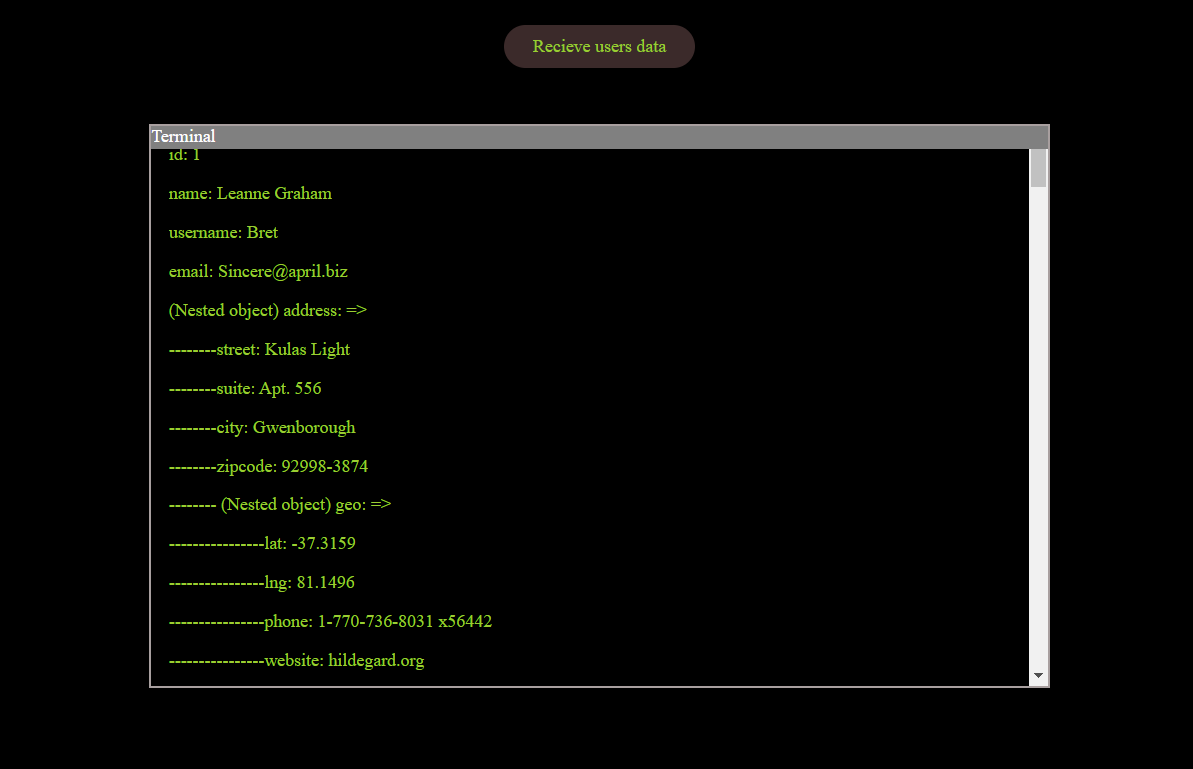 Recieve users data
Terminal
id: 1
name: Leanne Graham
username: Bret
email: Sincere@april.biz
(Nested object) address: =>
--------street: Kulas Light
--------suite: Apt. 556
--------city: Gwenborough
--------zipcode: 92998-3874
-------- (Nested object) geo: =>
----------------lat: -37.3159
----------------lng: 81.1496
----------------phone: 1-770-736-8031 x56442
----------------website: hildegard.org